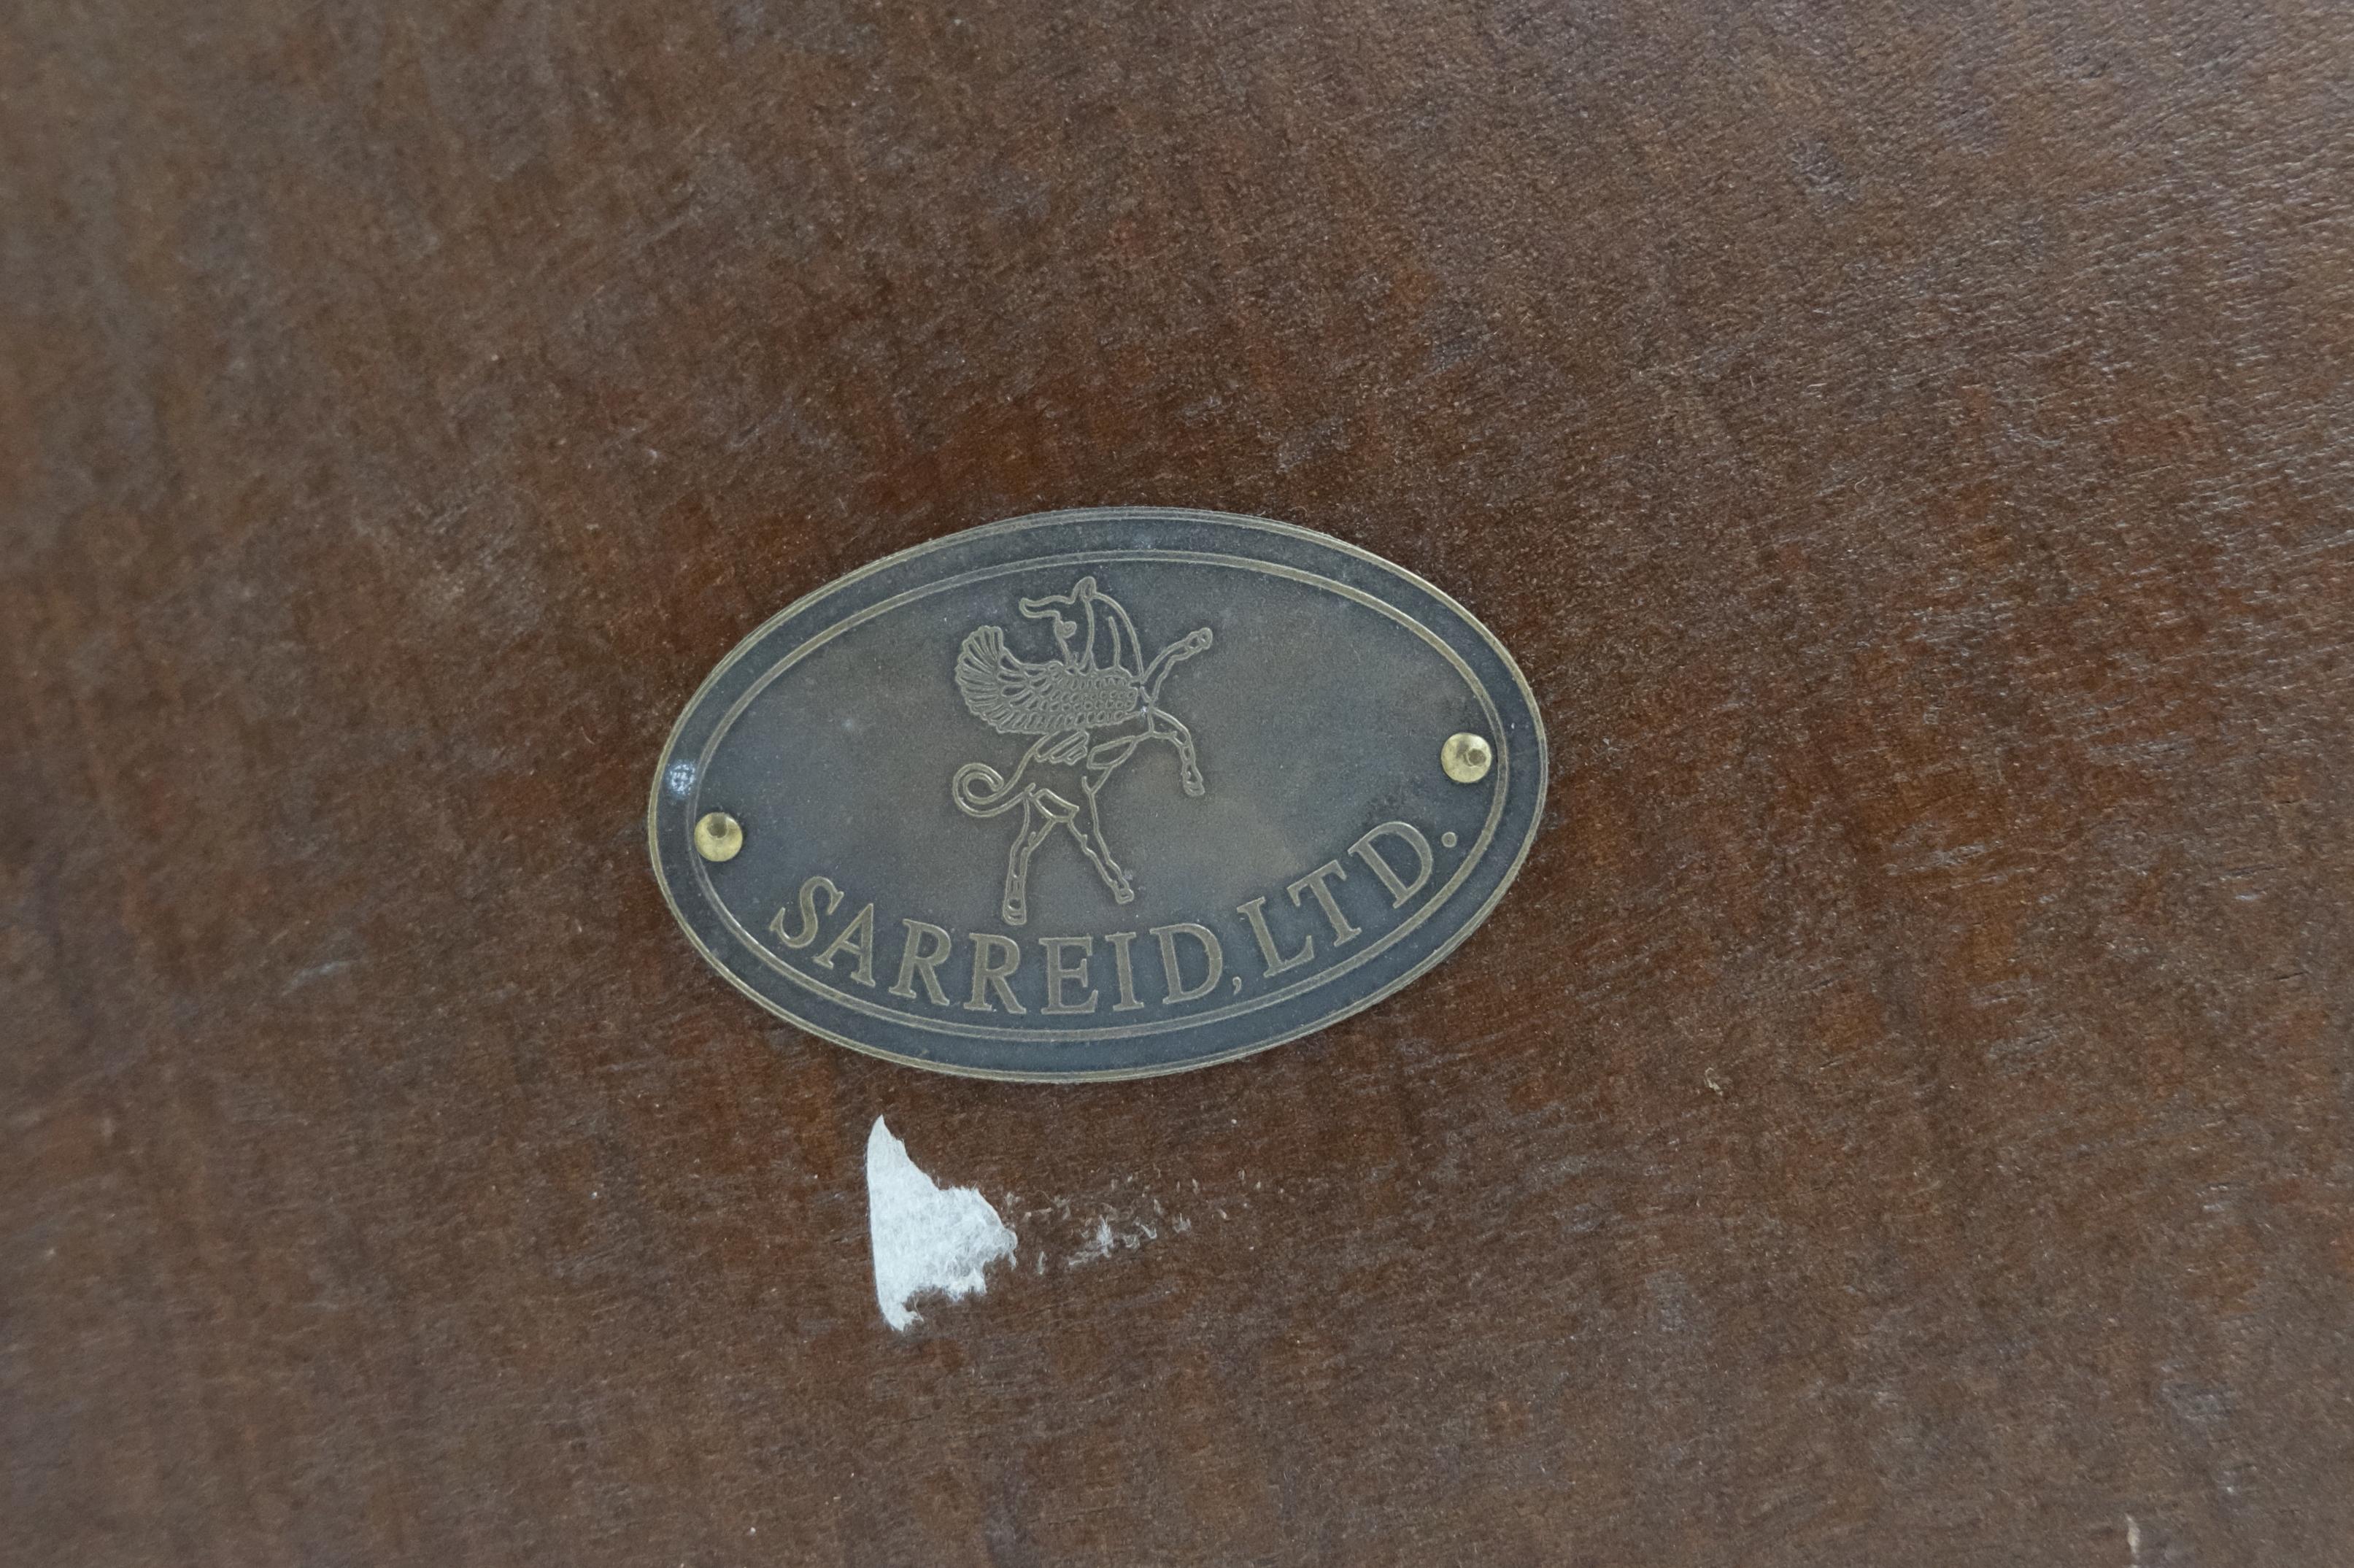 SARREID, LTD.